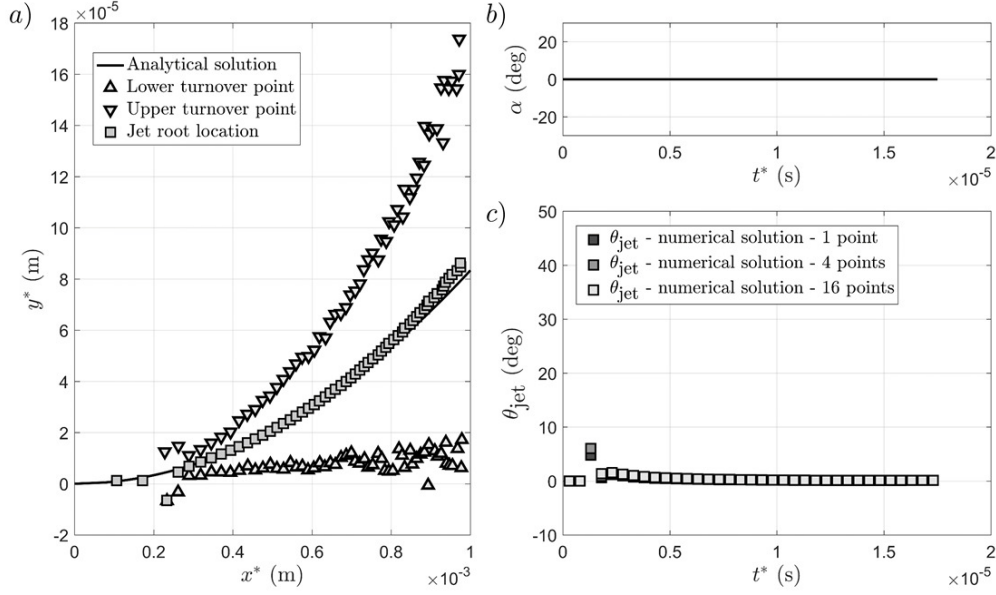 a)
18
×10⁻⁵
16
14
12
10
8
6
4
2
0
-2
y* (m)
Analytical solution
Lower turnover point
Upper turnover point
Jet root location
0
0.2
0.4
0.6
0.8
1
x* (m)
×10⁻³
b)
20
0
-20
α (deg)
0
0.5
1
1.5
2
t* (s)
×10⁻⁵
c)
50
40
30
20
10
0
-10
θjet (deg)
θjet - numerical solution - 1 point
θjet - numerical solution - 4 points
θjet - numerical solution - 16 points
0
0.5
1
1.5
2
t* (s)
×10⁻⁵